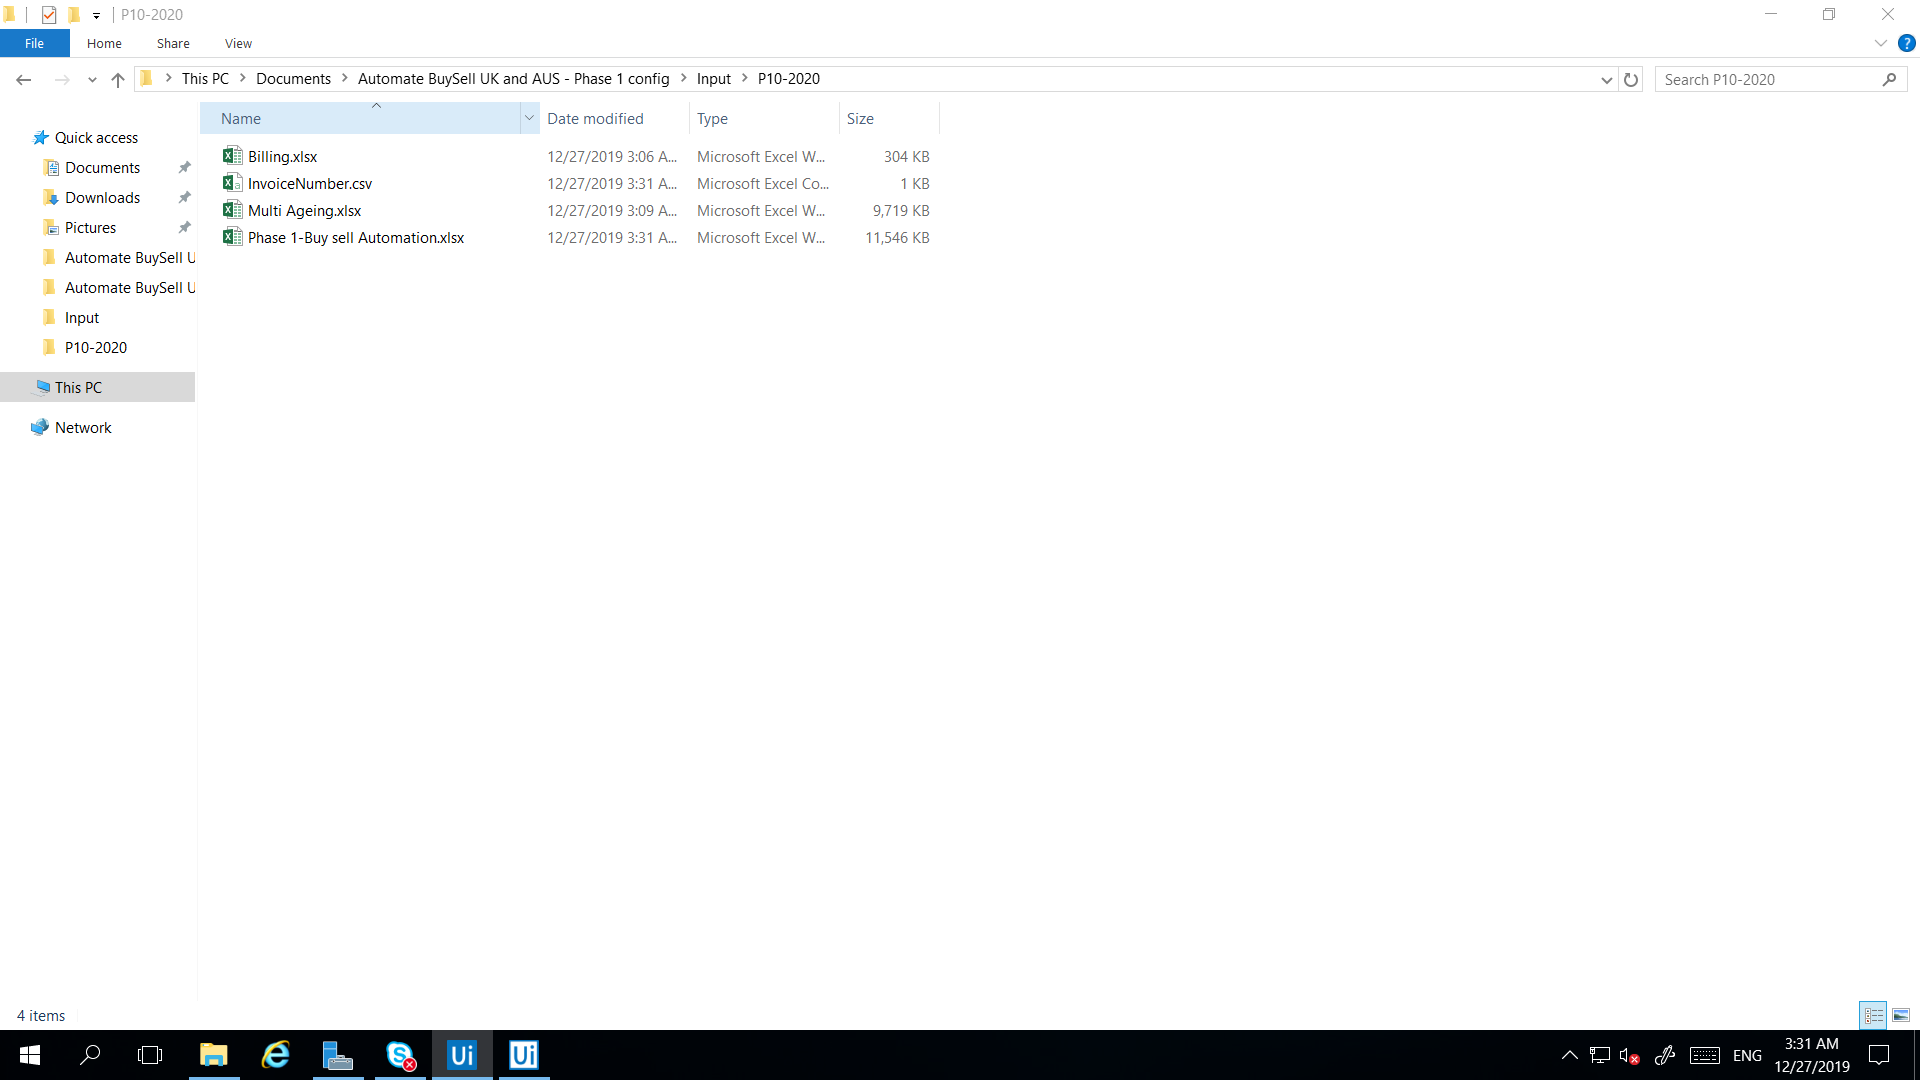 P10-2020
File Home Share View
This PC Documents Automate BuySell UK and AUS - Phase 1 config Input P10-2020
Search P10-2020
Name Date modified Type Size
Billing.xlsx 12/27/2019 3:06 A... Microsoft Excel W... 304 KB
InvoiceNumber.csv 12/27/2019 3:31 A... Microsoft Excel Co... 1 KB
Multi Ageing.xlsx 12/27/2019 3:09 A... Microsoft Excel W... 9,719 KB
Phase 1-Buy sell Automation.xlsx 12/27/2019 3:31 A... Microsoft Excel W... 11,546 KB
Quick access
Documents
Downloads
Pictures
Automate BuySell U
Automate BuySell U
Input
P10-2020
This PC
Network
4 items
Ui
Ui
ENG
3:31 AM
12/27/2019